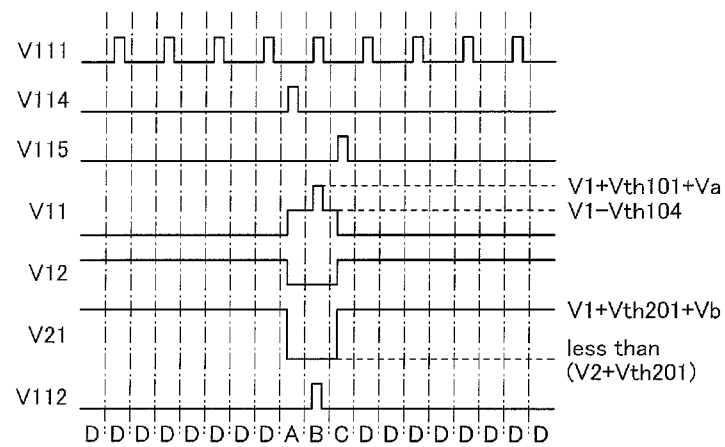 V111
V114
V115
V1+Vth101+Va
V11
V1−Vth104
V12
V1+Vth201+Vb
V21
less than
(V2+Vth201)
V112
D D D D D D D D A B C D D D D D D D D